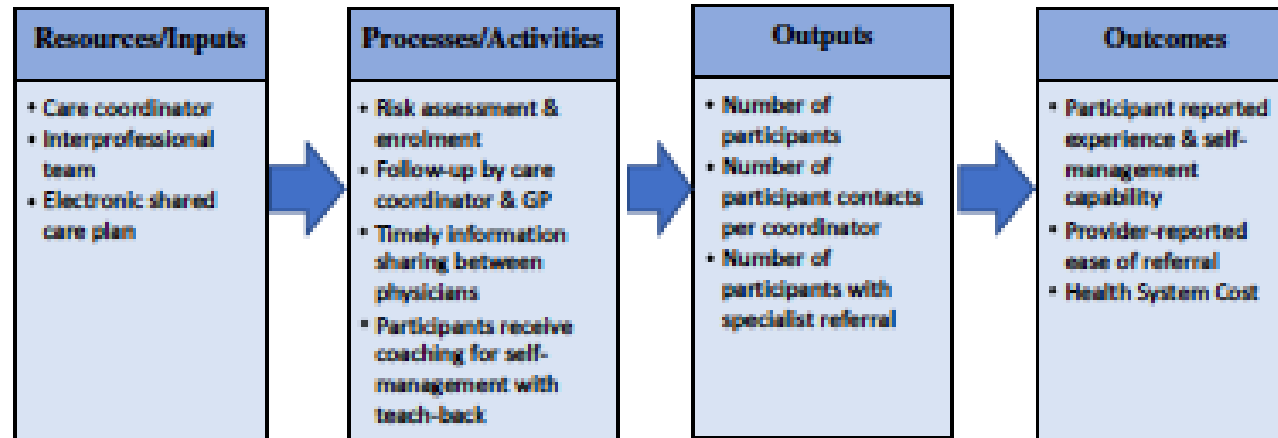 Resources/Inputs
• Care coordinator
• Interprofessional
team
• Electronic shared
care plan
Processes/Activities
• Risk assessment &
enrolment
• Follow-up by care
coordinator & GP
• Timely information
sharing between
physicians
• Participants receive
coaching for self-
management with
teach-back
Outputs
• Number of
participants
• Number of
participant contacts
per coordinator
• Number of
participants with
specialist referral
Outcomes
• Participant reported
experience & self-
management
capability
• Provider-reported
ease of referral
• Health System Cost